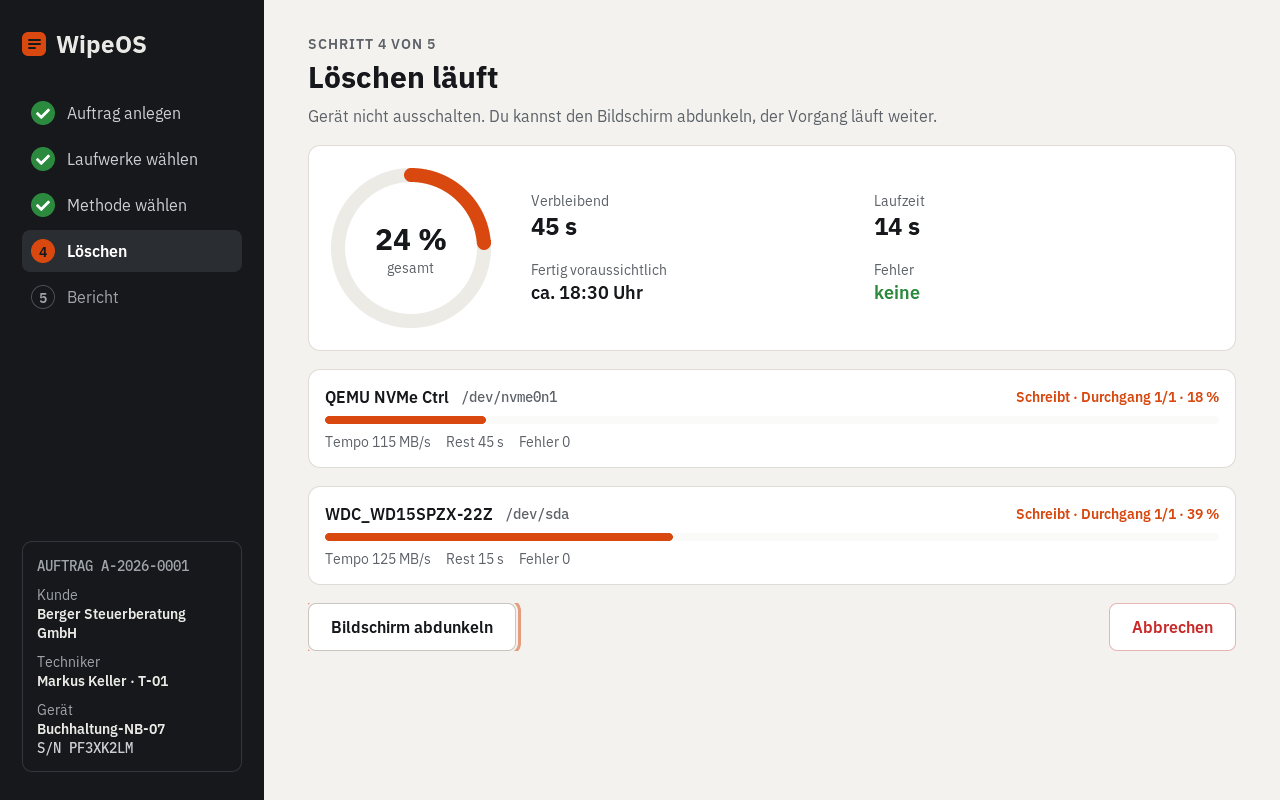 WipeOS
Auftrag anlegen
Laufwerke wählen
Methode wählen
4 Löschen
5 Bericht
AUFTRAG A-2026-0001
Kunde
Berger Steuerberatung
GmbH
Techniker
Markus Keller · T-01
Gerät
Buchhaltung-NB-07
S/N PF3XK2LM
SCHRITT 4 VON 5
Löschen läuft
Gerät nicht ausschalten. Du kannst den Bildschirm abdunkeln, der Vorgang läuft weiter.
24 %
gesamt
Verbleibend
45 s
Laufzeit
14 s
Fertig voraussichtlich
ca. 18:30 Uhr
Fehler
keine
QEMU NVMe Ctrl /dev/nvme0n1 Schreibt · Durchgang 1/1 · 18 %
Tempo 115 MB/s Rest 45 s Fehler 0
WDC_WD15SPZX-22Z /dev/sda Schreibt · Durchgang 1/1 · 39 %
Tempo 125 MB/s Rest 15 s Fehler 0
Bildschirm abdunkeln
Abbrechen